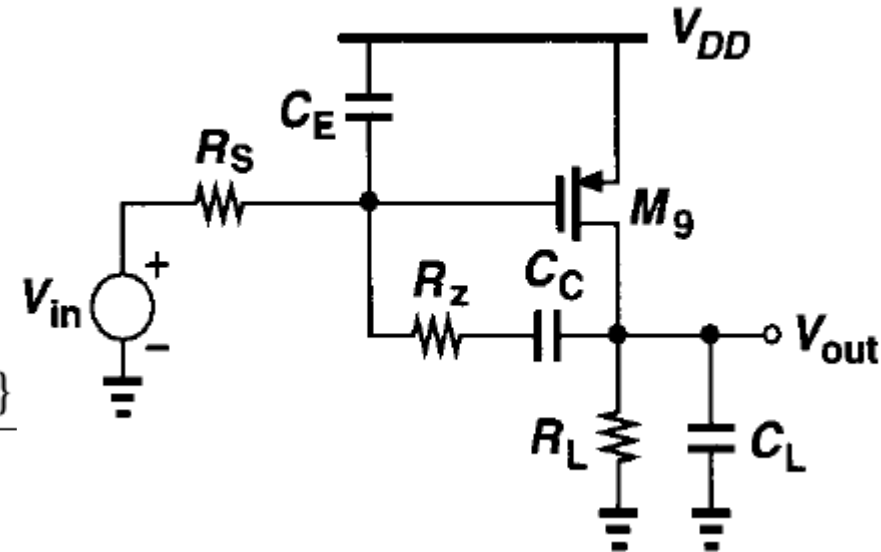 V_DD
C_E
R_S
M_9
C_C
R_z
V_in
+
−
V_out
}
R_L
C_L